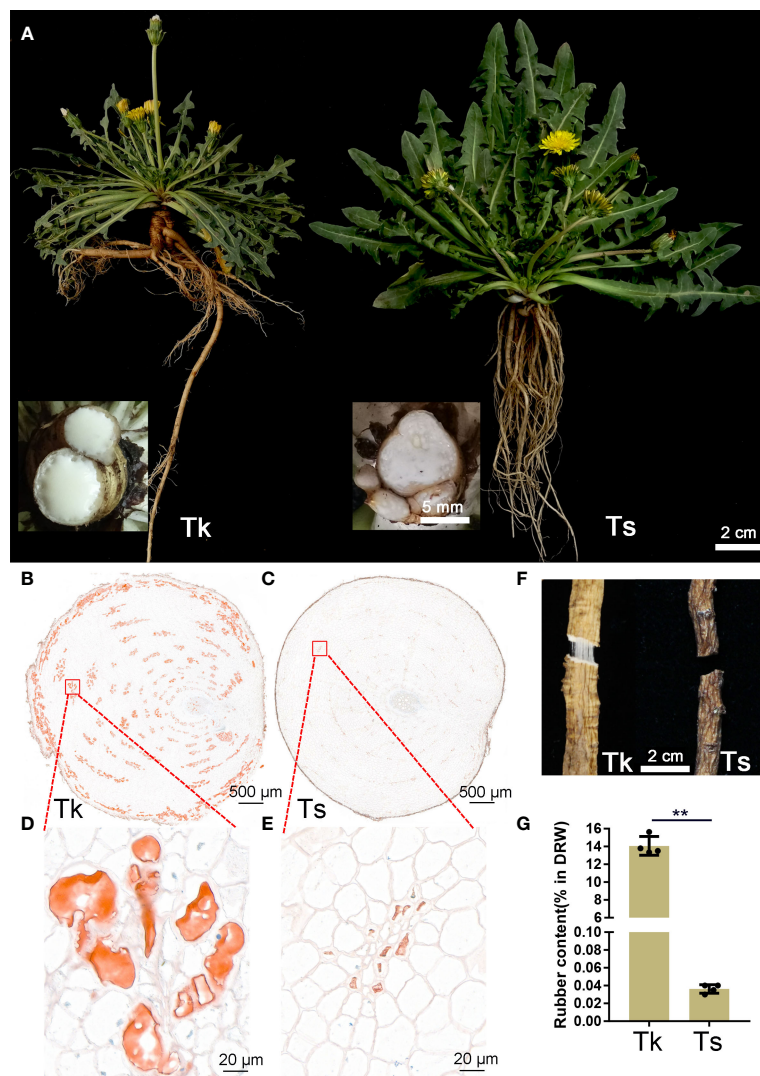 A
Tk
5 mm
Ts
2 cm
B
C
F
Tk
500 µm
Ts
500 µm
Tk
2 cm
Ts
D
E
G
20 µm
20 µm
**
Rubber content(% in DRW)
16
14
12
10
8
6
0.10
0.08
0.06
0.04
0.02
0.00
Tk
Ts